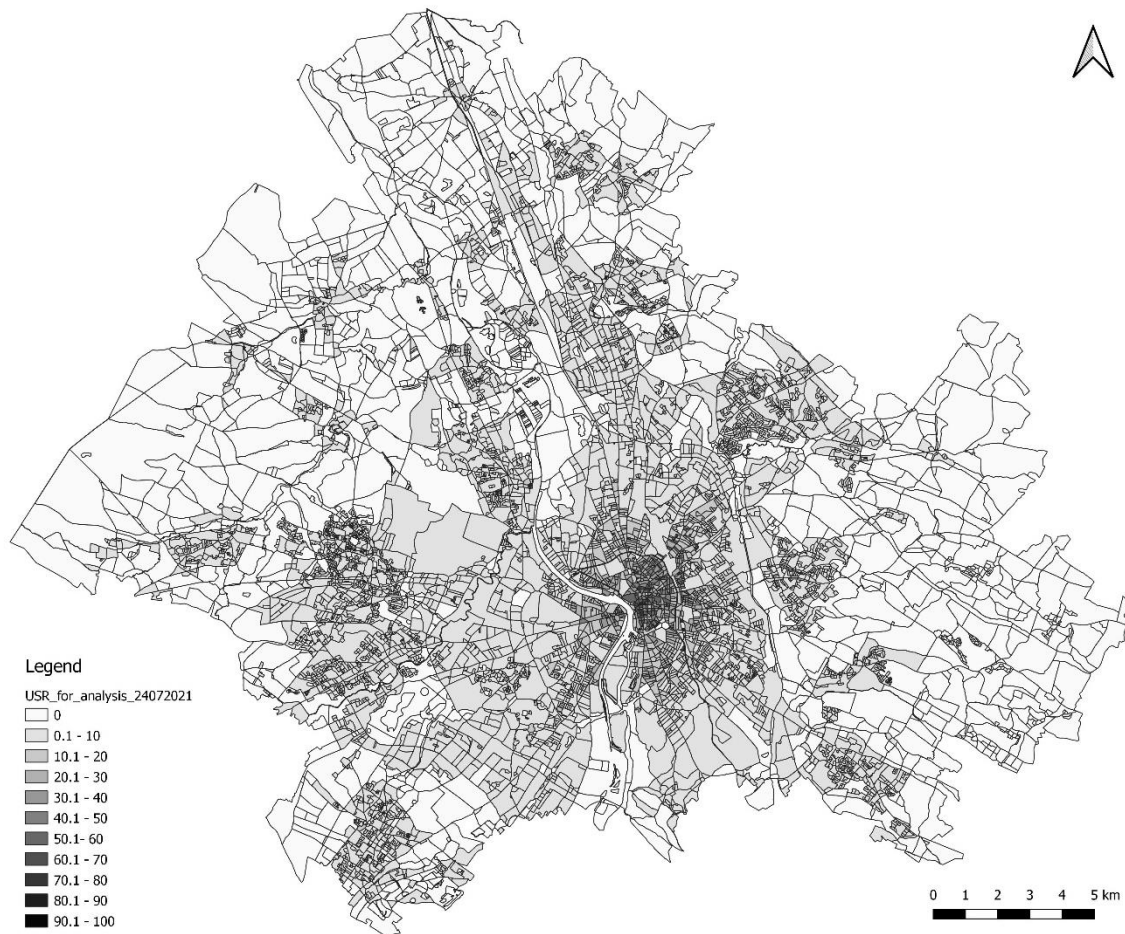 Legend
USR_for_analysis_24072021
0
0.1 - 10
10.1 - 20
20.1 - 30
30.1 - 40
40.1 - 50
50.1- 60
60.1 - 70
70.1 - 80
80.1 - 90
90.1 - 100
0 1 2 3 4 5 km